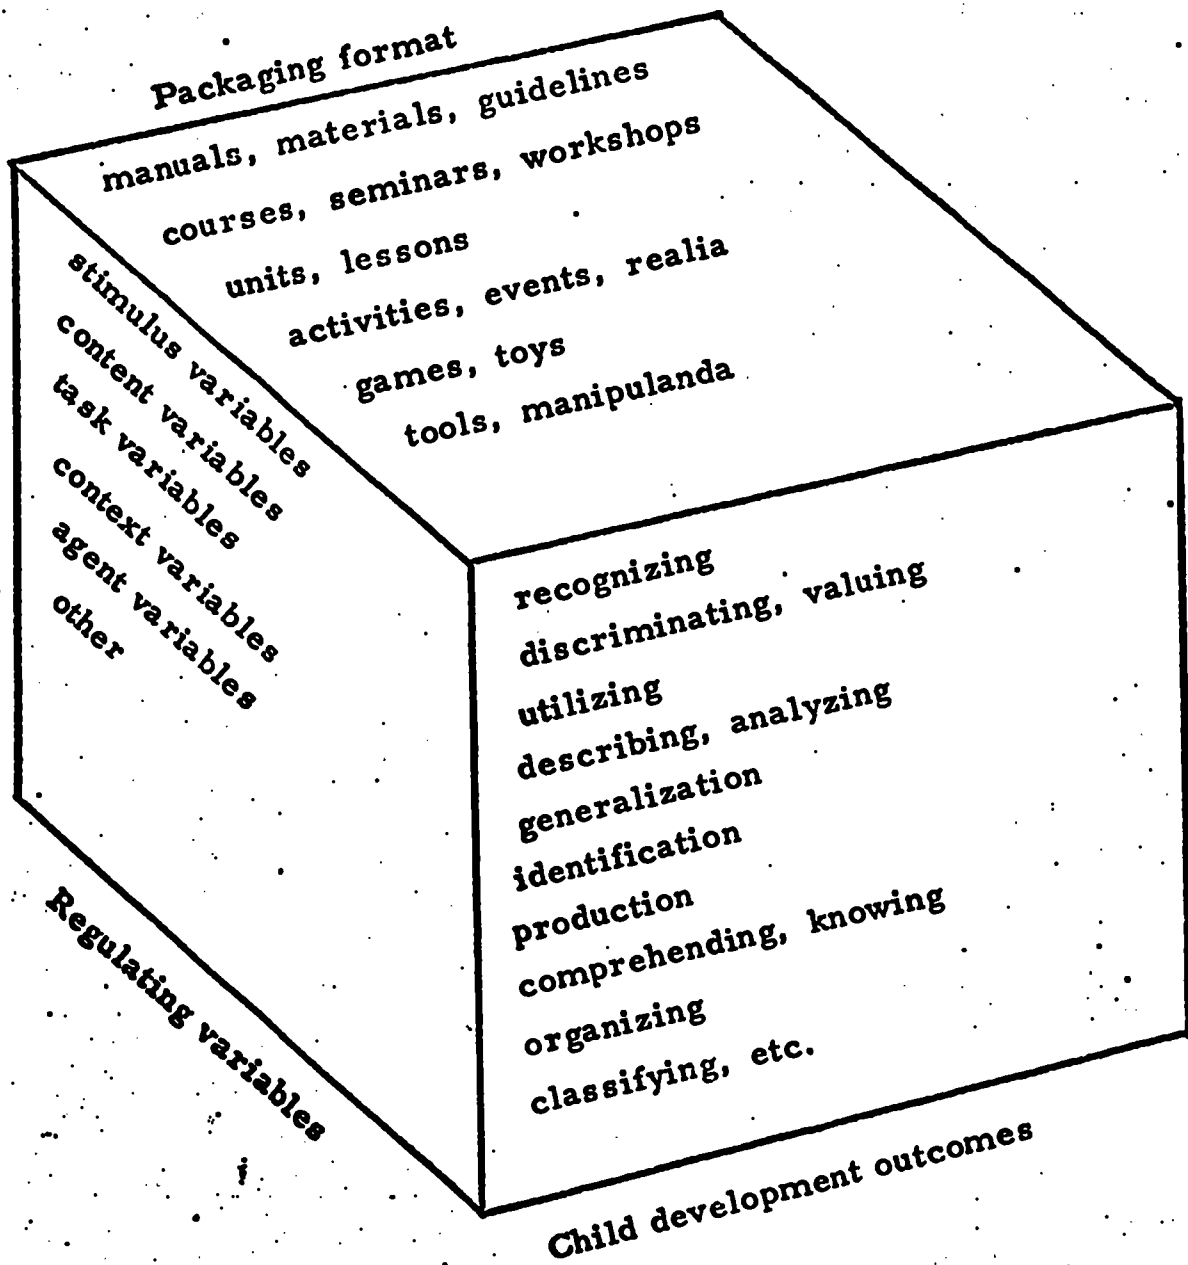 Packaging format
manuals, materials, guidelines
courses, seminars, workshops
units, lessons
activities, events, realia
games, toys
tools, manipulanda
stimulus variables
content variables
task variables
context variables
agent variables
other
Regulating variables
recognizing
discriminating, valuing
utilizing
describing, analyzing
generalization
identification
production
comprehending, knowing
organizing
classifying, etc.
Child development outcomes